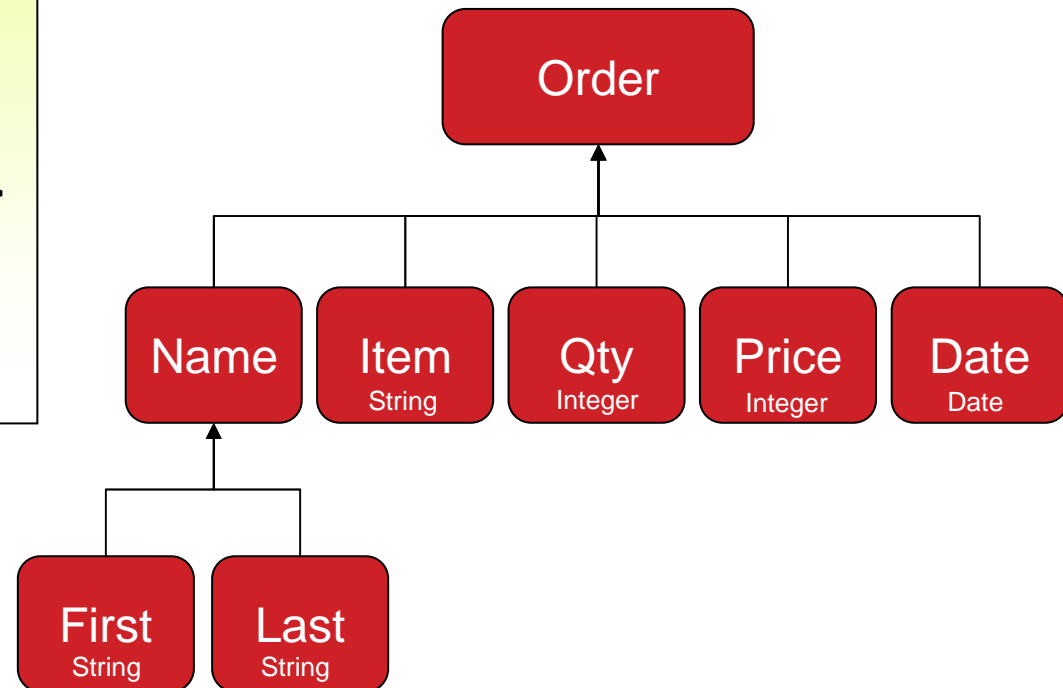 Order
Name
Item
String
Qty
Integer
Price
Integer
Date
Date
First
String
Last
String